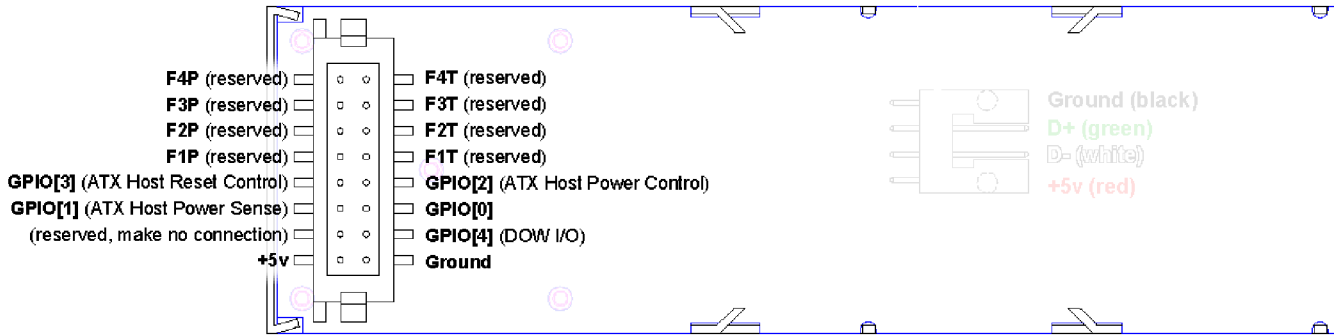 F4P (reserved) F4T (reserved)
F3P (reserved) F3T (reserved)
F2P (reserved) F2T (reserved)
F1P (reserved) F1T (reserved)
GPIO[3] (ATX Host Reset Control) GPIO[2] (ATX Host Power Control)
GPIO[1] (ATX Host Power Sense) GPIO[0]
(reserved, make no connection) GPIO[4] (DOW I/O)
+5v Ground
Ground (black)
D+ (green)
D- (white)
+5v (red)